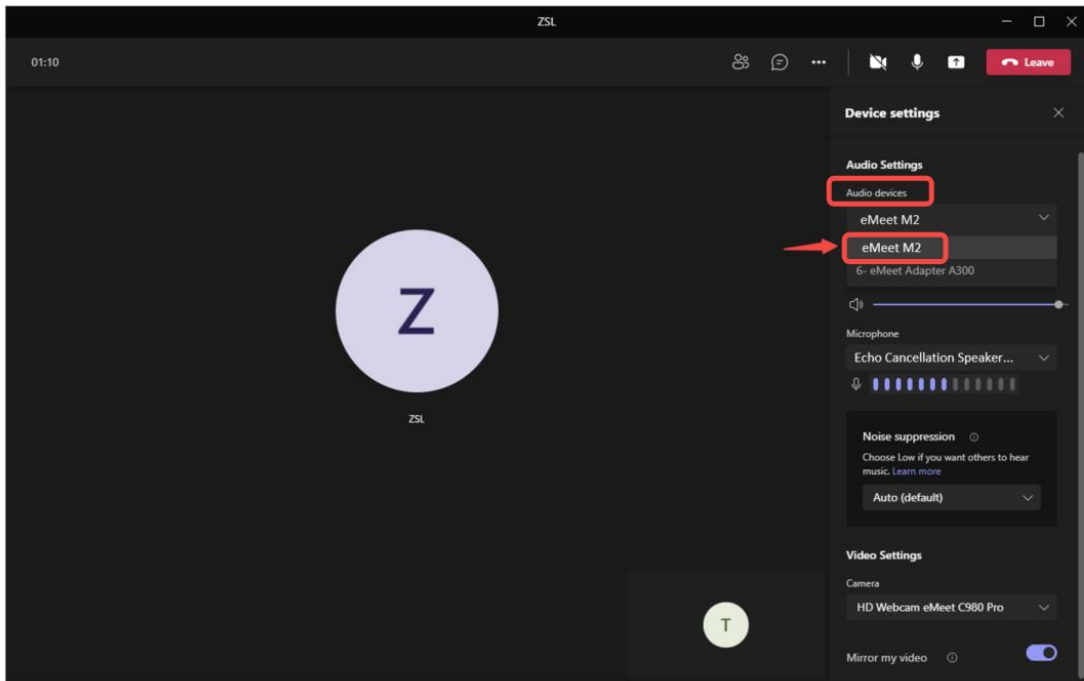 ZSL
01:10
Leave
Device settings
Audio Settings
Audio devices
eMeet M2
eMeet M2
6- eMeet Adapter A300
Microphone
Echo Cancellation Speaker...
Noise suppression
Choose Low if you want others to hear
music. Learn more
Auto (default)
Video Settings
Camera
HD Webcam eMeet C980 Pro
Mirror my video
Z
ZSL
T